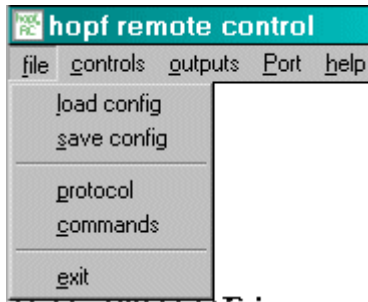 hopf remote control
file controls outputs Port help
load config
save config
protocol
commands
exit